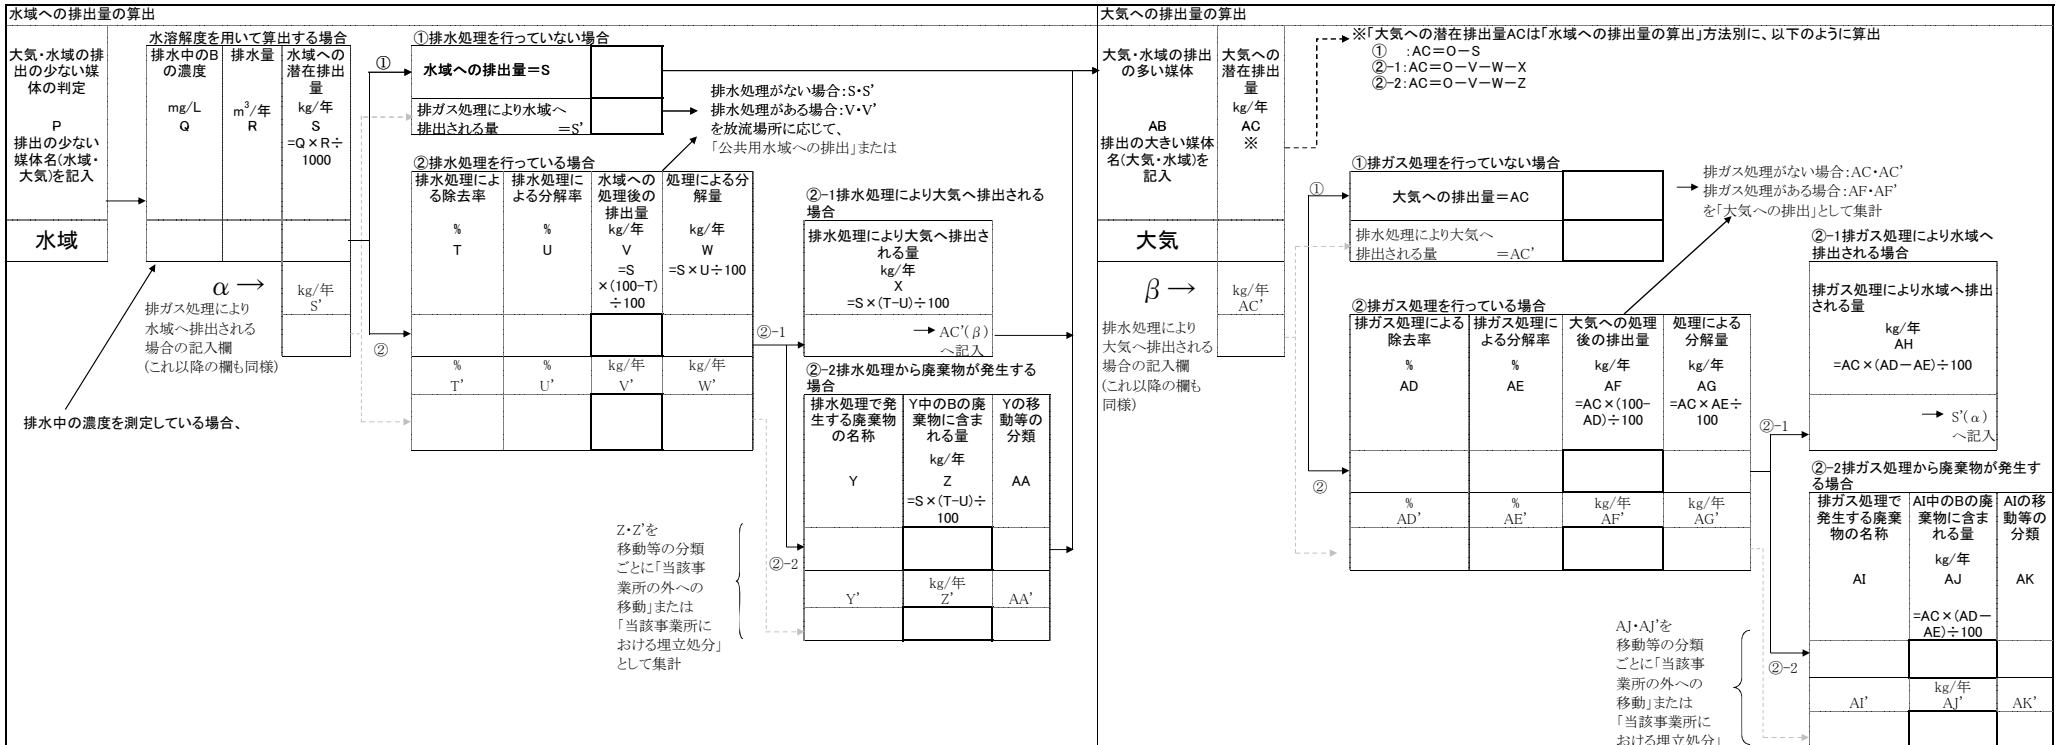 水域への排出量の算出
大気・水域の排
出の少ない媒
体の判定
P
排出の少ない
媒体名(水域・
大気)を記入
水域
水溶解度を用いて算出する場合
排水中のB
の濃度
mg/L
Q
排水量
m³/年
R
水域への
潜在排出
量
kg/年
S
=Q×R÷
1000
α→
kg/年
S'
排ガス処理により
水域へ排出される
場合の記入欄
(これ以降の欄も同様)
排水中の濃度を測定している場合、
①
②
①排水処理を行っていない場合
水域への排出量=S
排ガス処理により水域へ
排出される量 =S'
排水処理がない場合:S・S'
排水処理がある場合:V・V'
を放流場所に応じて、
「公共用水域への排出」または
②排水処理を行っている場合
排水処理によ
る除去率
%
T
排水処理に
よる分解率
%
U
水域への
処理後の
排出量
kg/年
V
=S
×(100-T)
÷100
処理による分
解量
kg/年
W
=S×U÷100
%
T'
%
U'
kg/年
V'
kg/年
W'
②-1
②-2
②-1排水処理により大気へ排出される
場合
排水処理により大気へ排出さ
れる量
kg/年
X
=S×(T-U)÷100
→ AC'(β)
へ記入
②-2排水処理から廃棄物が発生する
場合
排水処理で発
生する廃棄物
の名称
Y
Y中のBの廃
棄物に含ま
れる量
kg/年
Z
=S×(T-U)÷
100
Yの移
動等の
分類
AA
Y'
kg/年
Z'
AA'
Z・Z'を
移動等の分類
ごとに「当該事
業所の外への
移動」または
「当該事業所に
おける埋立処分」
として集計
大気への排出量の算出
大気・水域の排出
の多い媒体
AB
排出の大きい媒体
名(大気・水域)を
記入
大気
大気への
潜在排出
量
kg/年
AC
※
β→
kg/年
AC'
排水処理により
大気へ排出される
場合の記入欄
(これ以降の欄も
同様)
※「大気への潜在排出量ACは「水域への排出量の算出」方法別に、以下のように算出
① :AC=O-S
②-1:AC=O-V-W-X
②-2:AC=O-V-W-Z
①
②
①排ガス処理を行っていない場合
大気への排出量=AC
排水処理により大気へ
排出される量 =AC'
排ガス処理がない場合:AC・AC'
排ガス処理がある場合:AF・AF'
を「大気への排出」として集計
②排ガス処理を行っている場合
排ガス処理による
除去率
%
AD
排ガス処理に
よる分解率
%
AE
大気への処理
後の排出量
kg/年
AF
=AC×(100-
AD)÷100
処理による
分解量
kg/年
AG
=AC×AE÷
100
%
AD'
%
AE'
kg/年
AF'
kg/年
AG'
②-1
②-2
②-1排ガス処理により水域へ
排出される場合
排ガス処理により水域へ排出
される量
kg/年
AH
=AC×(AD-AE)÷100
→ S'(α)
へ記入
②-2排ガス処理から廃棄物が発生す
る場合
排ガス処理で
発生する廃棄
物の名称
AI
AI中のBの廃
棄物に含ま
れる量
kg/年
AJ
=AC×(AD-
AE)÷100
AIの移
動等の
分類
AK
AI'
kg/年
AJ'
AK'
AJ・AJ'を
移動等の分類
ごとに「当該事
業所の外への
移動」または
「当該事業所に
おける埋立処分」